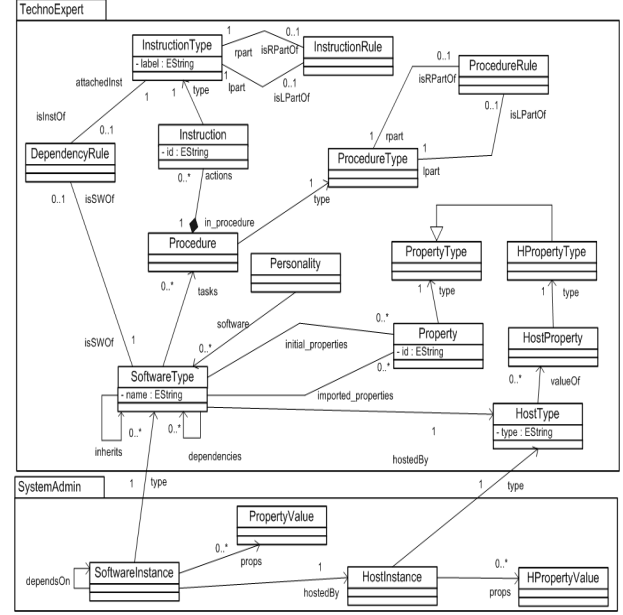 TechnoExpert
InstructionType
- label : EString
1
rpart
isRPartOf
0..1
InstructionRule
lpart
1
0..1
isLPartOf
attachedInst
1
1
type
isInstOf
0..1
DependencyRule
0..1
isSWOf
Instruction
- id : EString
0..*
actions
0..1
isRPartOf
ProcedureRule
0..1
isLPartOf
1
rpart
1
lpart
ProcedureType
1
type
1
in_procedure
Procedure
0..*
tasks
Personality
software
0..*
PropertyType
HPropertyType
1
type
1
type
0..*
Property
- id : EString
0..*
HostProperty
0..*
valueOf
initial_properties
imported_properties
isSWOf
1
SoftwareType
- name : EString
inherits
0..*
0..*
dependencies
1
hostedBy
HostType
- type : EString
SystemAdmin
1
type
1
type
PropertyValue
0..*
props
dependsOn
SoftwareInstance
1
hostedBy
HostInstance
0..*
props
HPropertyValue